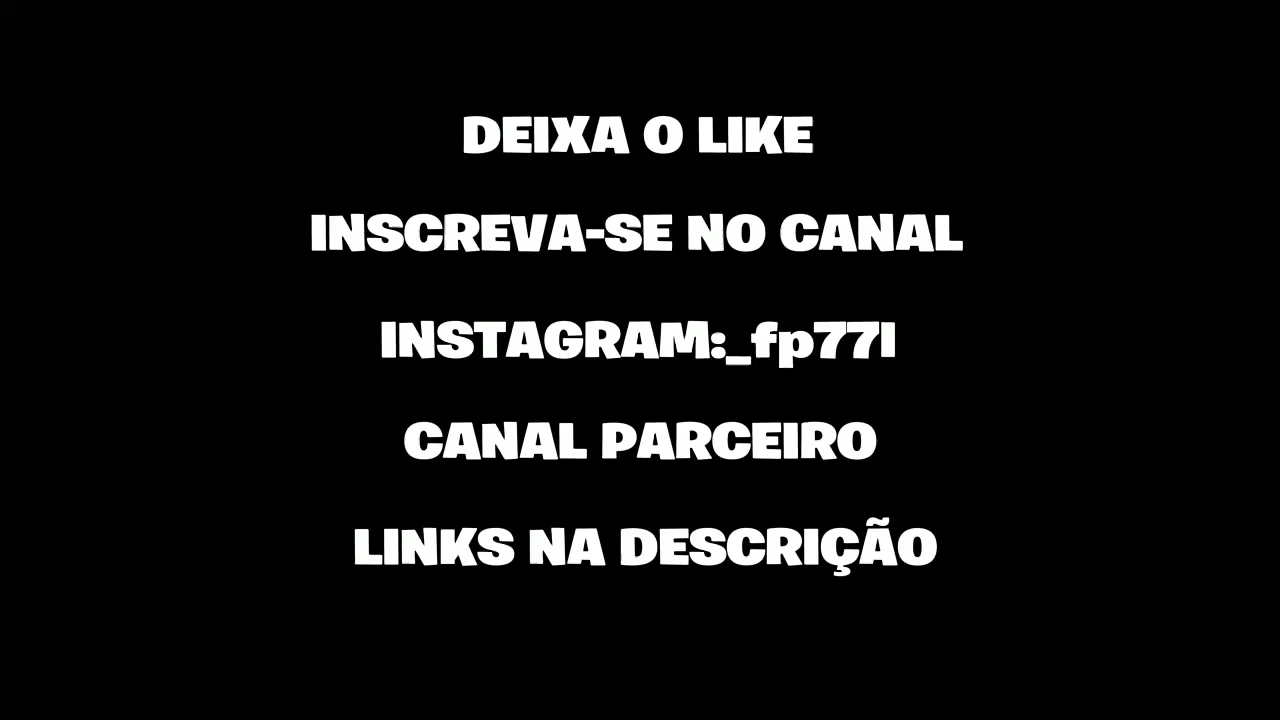 DEIXA O LIKE
INSCREVA-SE NO CANAL
INSTAGRAM:_fp77l
CANAL PARCEIRO
LINKS NA DESCRIÇÃO